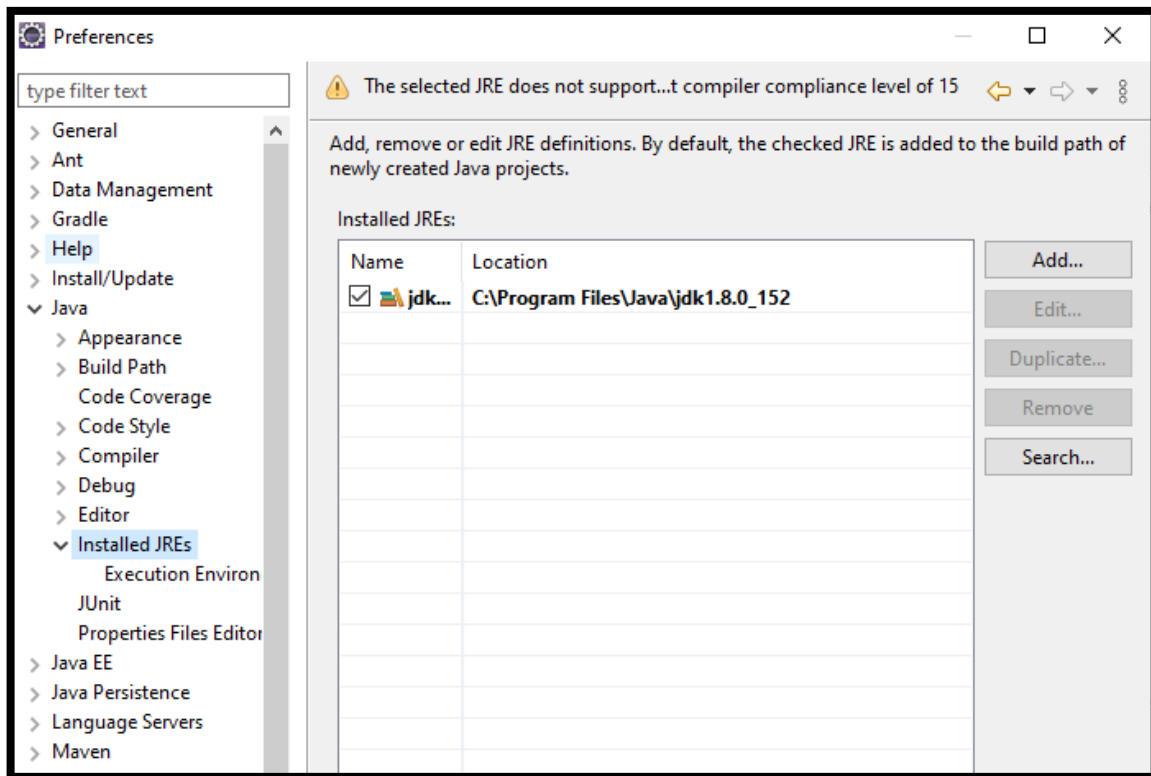 Preferences
type filter text
General
Ant
Data Management
Gradle
Help
Install/Update
Java
Appearance
Build Path
Code Coverage
Code Style
Compiler
Debug
Editor
Installed JREs
Execution Environ
JUnit
Properties Files Editor
Java EE
Java Persistence
Language Servers
Maven
The selected JRE does not support...t compiler compliance level of 15
Add, remove or edit JRE definitions. By default, the checked JRE is added to the build path of
newly created Java projects.
Installed JREs:
Name Location
jdk... C:\Program Files\Java\jdk1.8.0_152
Add...
Edit...
Duplicate...
Remove
Search...